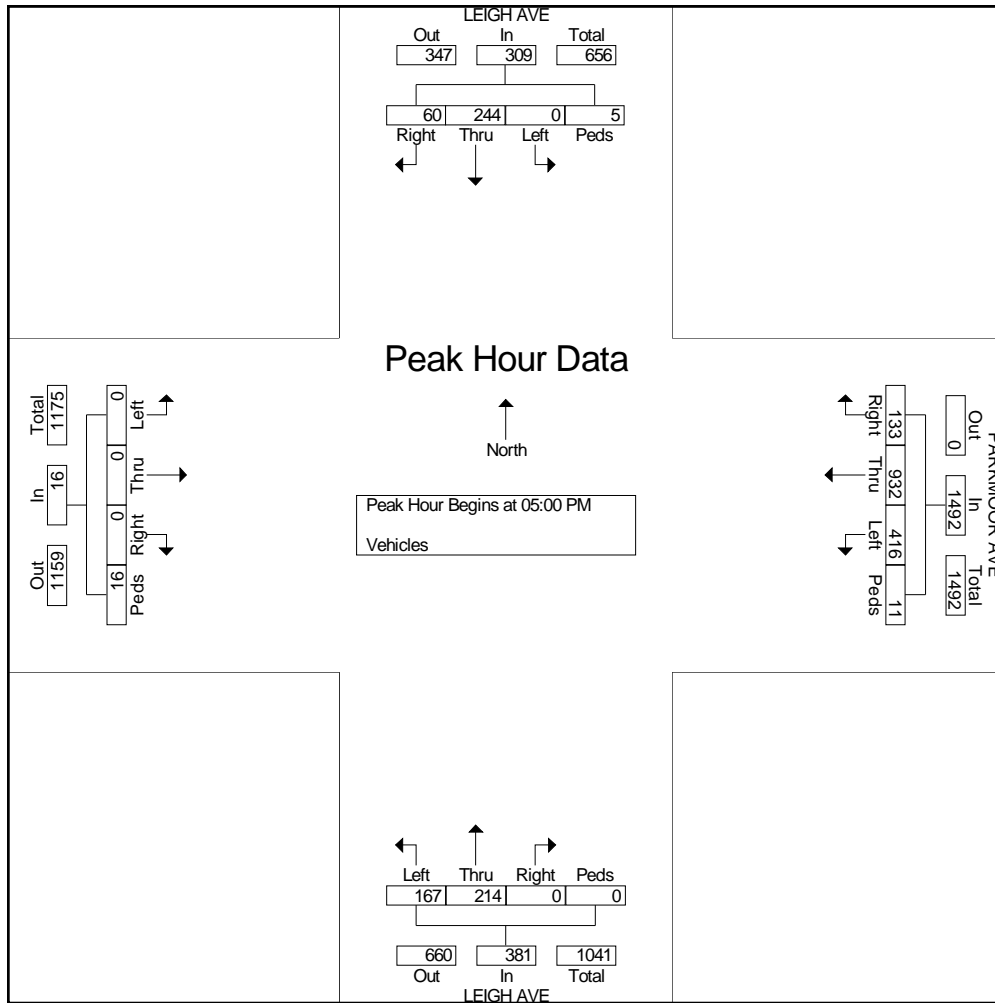 LEIGH AVE
Out In Total
347 309 656
60 244 0 5
Right Thru Left Peds
Peak Hour Data
North
Peak Hour Begins at 05:00 PM
Vehicles
Total In Out
1175 16 1159
0 0 0 16
Left Thru Right Peds
PARKMOOR AVE
Out In Total
0 1492 1492
133 932 416 11
Right Thru Left Peds
Left Thru Right Peds
167 214 0 0
660 381 1041
Out In Total
LEIGH AVE